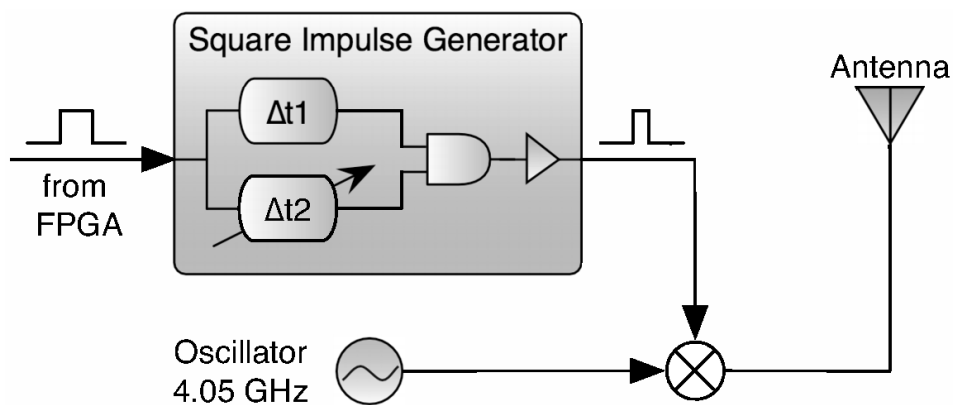 Square Impulse Generator
Δt1
Δt2
from
FPGA
Antenna
Oscillator
4.05 GHz